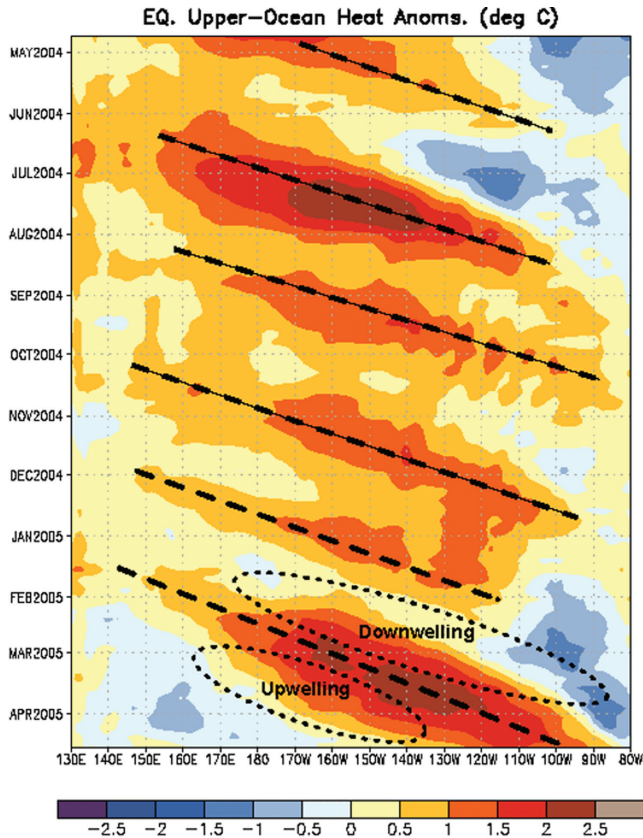 EQ. Upper-Ocean Heat Anoms. (deg C)
MAY2004
JUN2004
JUL2004
AUG2004
SEP2004
OCT2004
NOV2004
DEC2004
JAN2005
FEB2005
Downwelling
MAR2005
Upwelling
APR2005
130E 140E 150E 160E 170E 180 170W 160W 150W 140W 130W 120W 110W 100W 90W 80W
-2.5 -2 -1.5 -1 -0.5 0 0.5 1 1.5 2 2.5